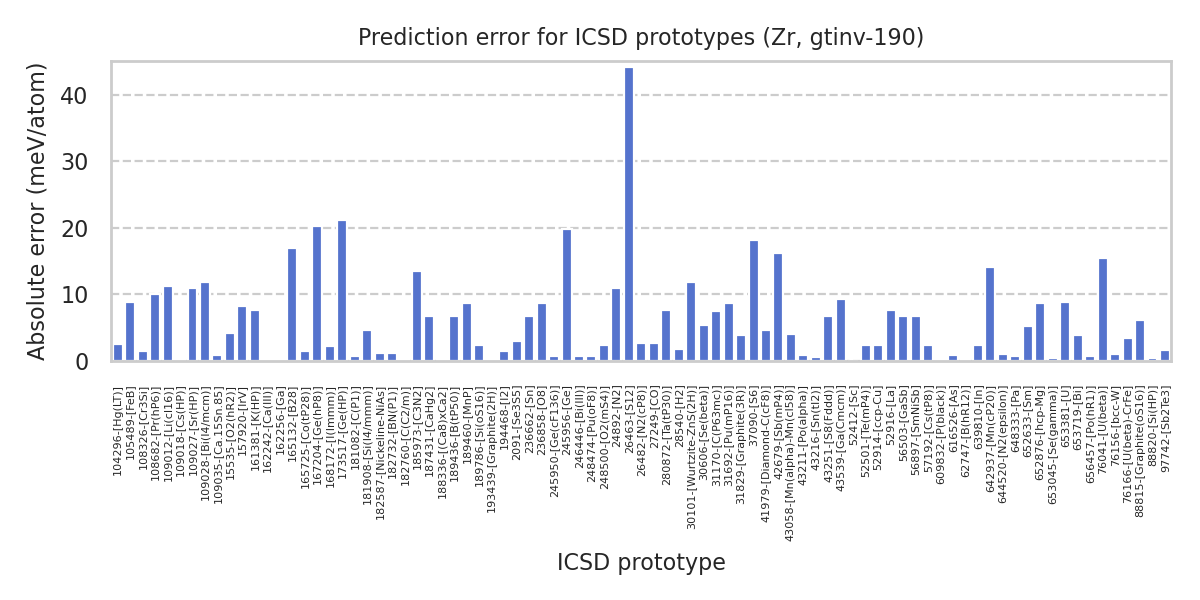 Prediction error for ICSD prototypes (Zr, gtinv-190)
Absolute error (meV/atom)
40
30
20
10
0
104296-[Hg(LT)]
105489-[FeB]
108326-[Cr3Si]
108682-[Pr(hP6)]
109012-[Li(cI16)]
109018-[Cs(HP)]
109027-[Sr(HP)]
109028-[Bi(I4/mcm)]
109035-[Ca.15Sn.85]
15535-[O2(hR2)]
157920-[IrV]
161381-[K(HP)]
162242-[Ca(III)]
162256-[Ga]
165132-[B28]
165725-[Co(tP28)]
167204-[Ge(hP8)]
168172-[I(Immm)]
173517-[Ge(HP)]
181082-[C(P1)]
181908-[Si(I4/mmm)]
182587-[Nickeline-NiAs]
182732-[BN(P1)]
182760-[C(C2/m)]
185973-[C3N2]
187431-[CaHg2]
188336-[(Ca8)xCa2]
189436-[B(tP50)]
189460-[MnP]
189786-[Si(oS16)]
193439-[Graphite(2H)]
194468-[I2]
2091-[Se3S5]
236662-[Sn]
236858-[O8]
245950-[Ge(cF136)]
245956-[Ge]
246446-[Bi(III)]
248474-[Pu(oF8)]
248500-[O2(mS4)]
24892-[N2]
26463-[S12]
26482-[N2(cP8)]
27249-[CO]
280872-[Ta(tP30)]
28540-[H2]
30101-[Wurtzite-ZnS(2H)]
30606-[Se(beta)]
31170-[C(P63mc)]
31692-[Pu(mP16)]
31829-[Graphite(3R)]
37090-[S6]
41979-[Diamond-C(cF8)]
42679-[Sb(mP4)]
43058-[Mn(alpha)-Mn(cI58)]
43211-[Po(alpha)]
43216-[Sn(tI2)]
43251-[S8(Fddd)]
43539-[Ga(Cmcm)]
52412-[Sc]
52501-[Te(mP4)]
52914-[ccp-Cu]
52916-[La]
56503-[GaSb]
56897-[SmNiSb]
57192-[Cs(tP8)]
609832-[P(black)]
616526-[As]
62747-[B(hR12)]
639810-[In]
642937-[Mn(cP20)]
644520-[N2(epsilon)]
648333-[Pa]
652633-[Sm]
652876-[hcp-Mg]
653045-[Se(gamma)]
653381-[U]
653719-[Bi]
656457-[Po(hR1)]
76041-[U(beta)]
76156-[bcc-W]
76166-[U(beta)-CrFe]
88815-[Graphite(oS16)]
88820-[Si(HP)]
97742-[Sb2Te3]
ICSD prototype